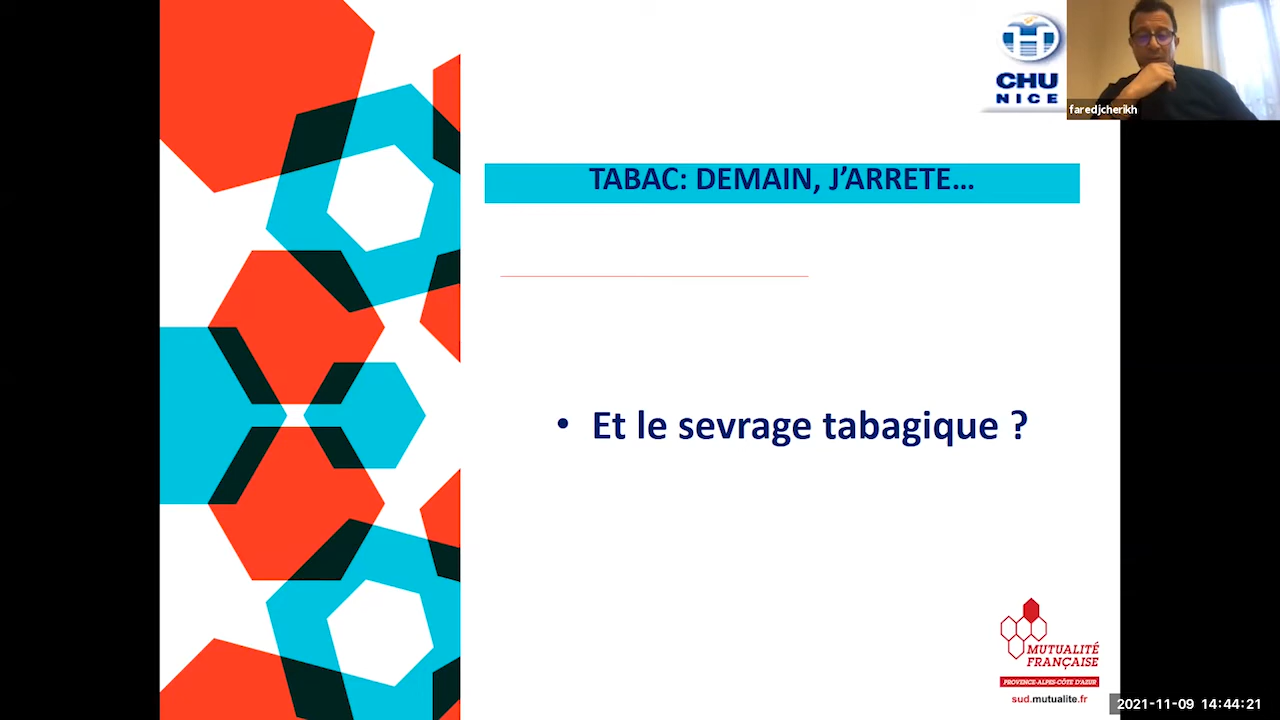 CHU
NICE
faredjcherikh
TABAC: DEMAIN, J’ARRETE…
• Et le sevrage tabagique ?
MUTUALITÉ
FRANÇAISE
PROVENCE-ALPES-CÔTE D'AZUR
sud.mutualite.fr
2021-11-09 14:44:21